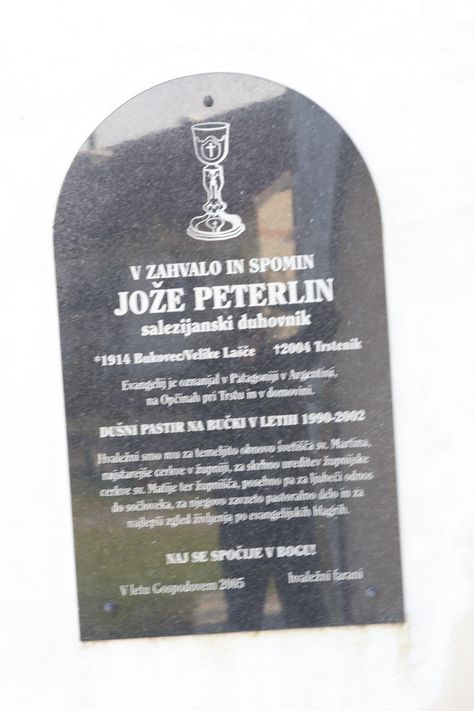 V ZAHVALO IN SPOMIN
JOŽE PETERLIN
salezijanski duhovnik
*1914 Bukovec/Velike Lašče †2004 Trstenik
Evangelij je oznanjal v Patagoniji v Argentini,
na Opčinah pri Trstu in v domovini.
DUŠNI PASTIR NA BUČKI V LETIH 1990-2002
Hvaležni smo mu za temeljito obnovo svetišča sv. Martina,
najstarejše cerkve v župniji, za skrbno ureditev župnijske
cerkve sv. Matije ter župnišča, posebno pa za ljubeči odnos
do sočloveka, za njegovo zavzeto pastoralno delo in za
najlepši zgled življenja po evangelijskih blagrih.
NAJ SE SPOČIJE V BOGU!
V letu Gospodovem 2005 hvaležni farani